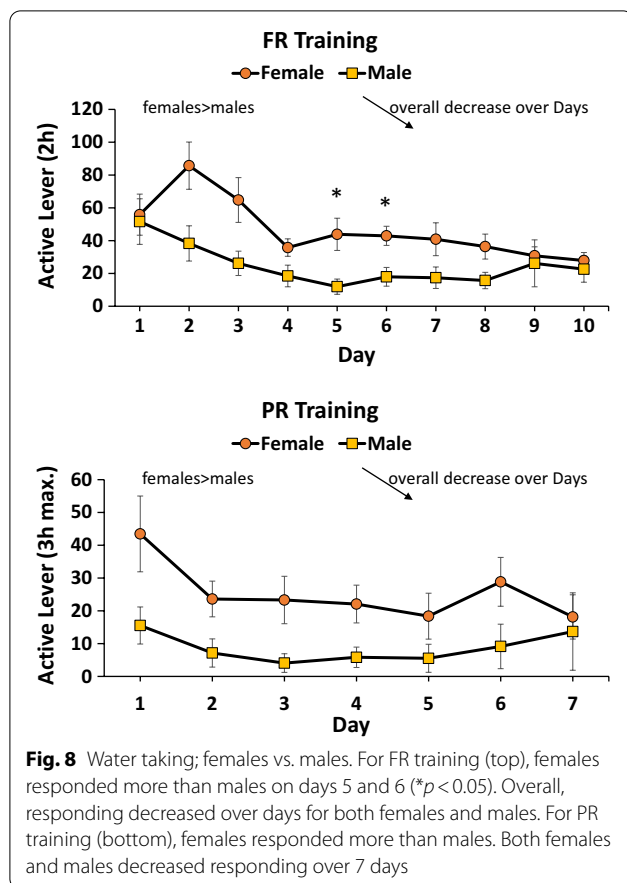 FR Training
Female Male
females>males overall decrease over Days
Active Lever (2h)
120
100
80
60
40
20
0
* *
1 2 3 4 5 6 7 8 9 10
Day
PR Training
Female Male
females>males overall decrease over Days
Active Lever (3h max.)
60
50
40
30
20
10
0
1 2 3 4 5 6 7
Day
Fig. 8 Water taking; females vs. males. For FR training (top), females
responded more than males on days 5 and 6 (*p < 0.05). Overall,
responding decreased over days for both females and males. For PR
training (bottom), females responded more than males. Both females
and males decreased responding over 7 days